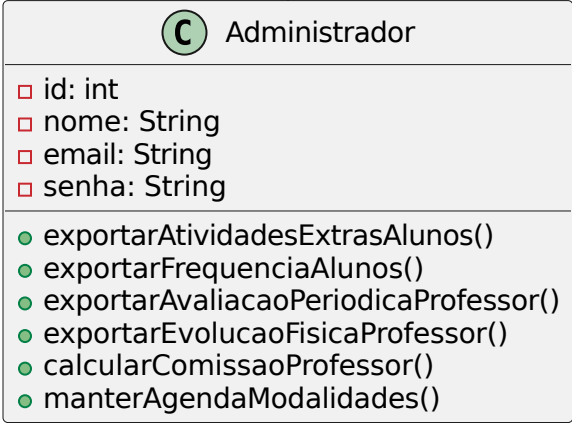 C Administrador
id: int
nome: String
email: String
senha: String
exportarAtividadesExtrasAlunos()
exportarFrequenciaAlunos()
exportarAvaliacaoPeriodicaProfessor()
exportarEvolucaoFisicaProfessor()
calcularComissaoProfessor()
manterAgendaModalidades()